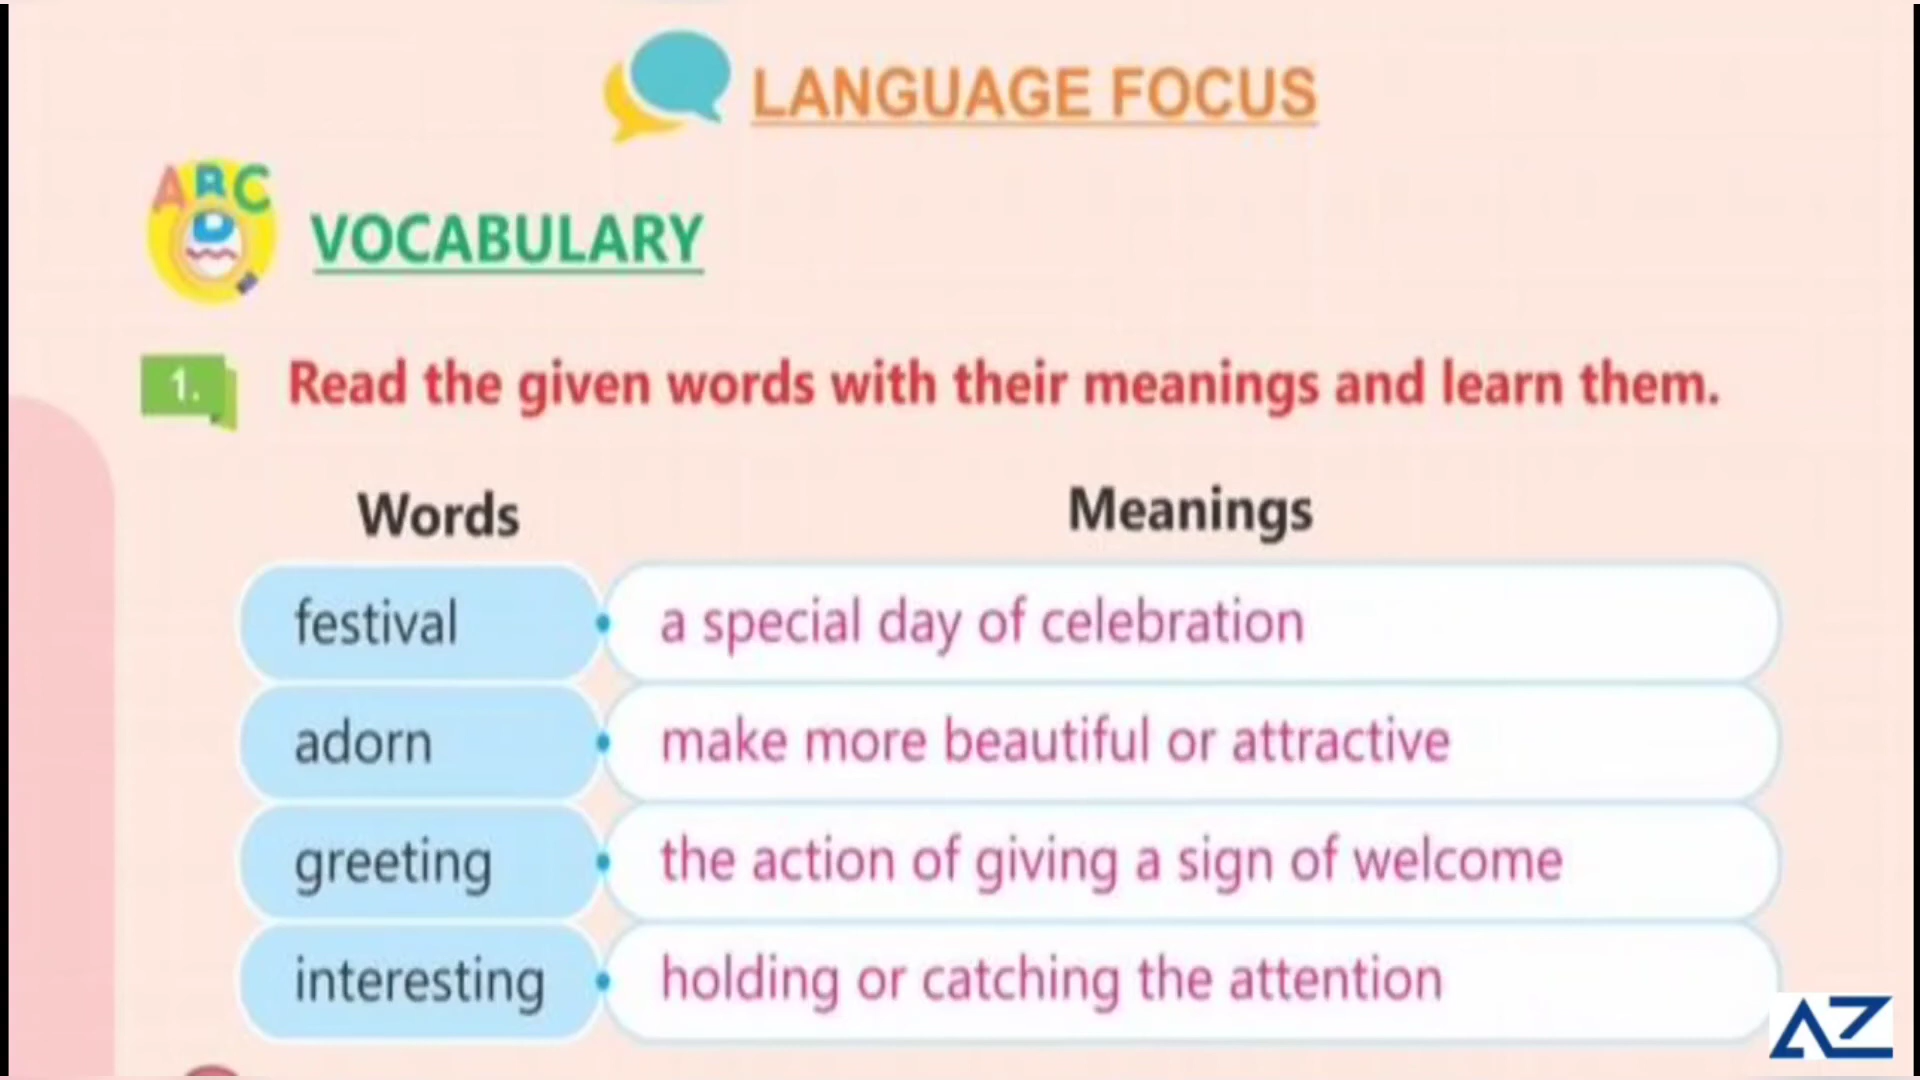 LANGUAGE FOCUS
ABC
D
VOCABULARY
1. Read the given words with their meanings and learn them.
Words Meanings
festival a special day of celebration
adorn make more beautiful or attractive
greeting the action of giving a sign of welcome
interesting holding or catching the attention
AZ